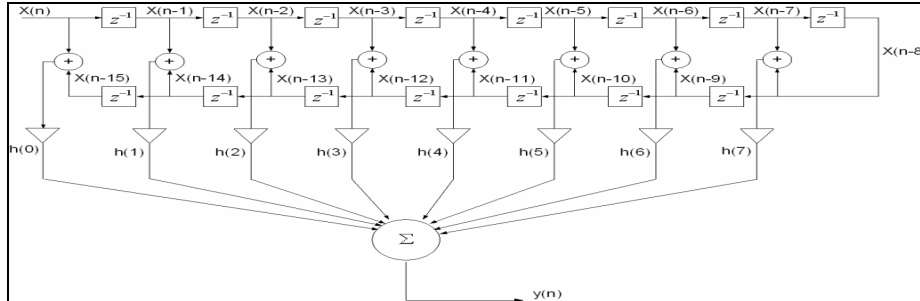 X(n) z⁻¹ X(n-1) z⁻¹ X(n-2) z⁻¹ X(n-3) z⁻¹ X(n-4) z⁻¹ X(n-5) z⁻¹ X(n-6) z⁻¹ X(n-7) z⁻¹
X(n-8
+ + + + + + + +
X(n-15) X(n-14) X(n-13) X(n-12) X(n-11) X(n-10) X(n-9)
z⁻¹ z⁻¹ z⁻¹ z⁻¹ z⁻¹ z⁻¹ z⁻¹
h(0) h(1) h(2) h(3) h(4) h(5) h(6) h(7)
Σ
y(n)